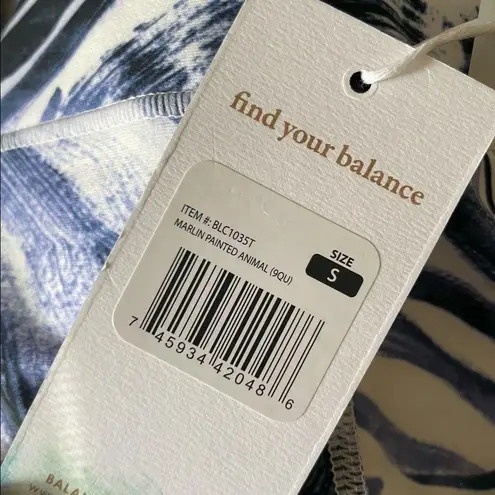 find your balance
ITEM #: BLC1035T
MARLIN PAINTED ANIMAL (9QU)
SIZE
S
7 45934 42048 6